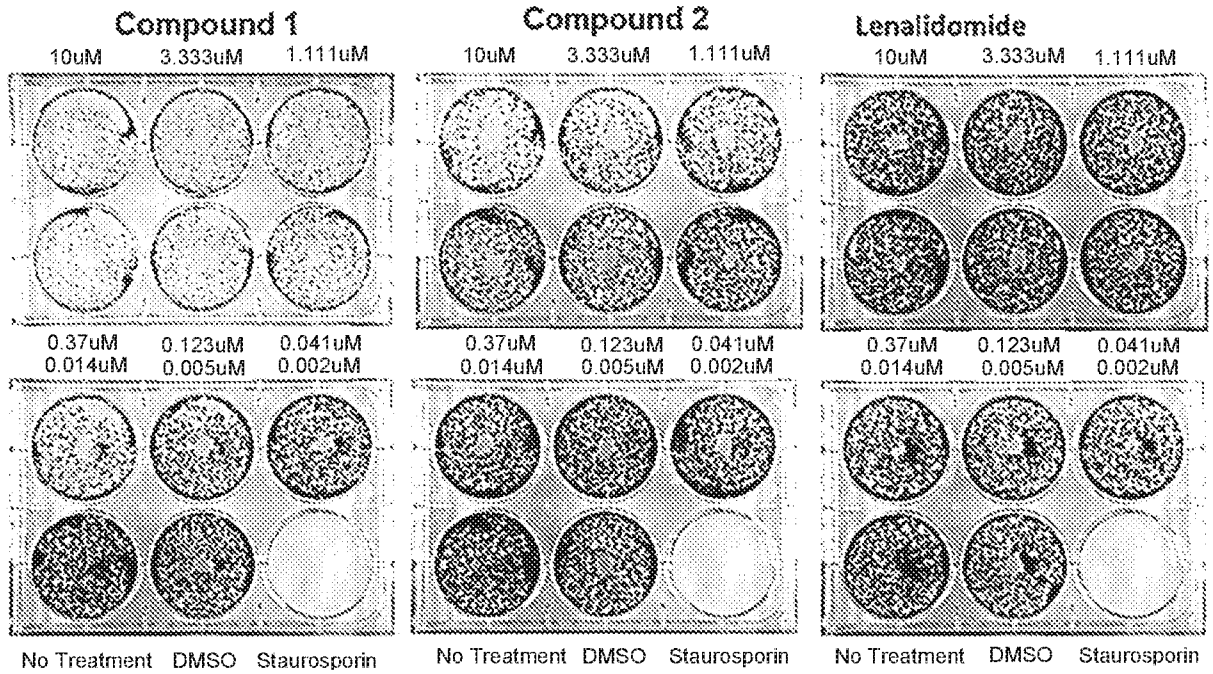 Compound 1
Compound 2
Lenalidomide
10uM 3.333uM 1.111uM
10uM 3.333uM 1.111uM
10uM 3.333uM 1.111uM
0.37uM 0.123uM 0.041uM
0.37uM 0.123uM 0.041uM
0.37uM 0.123uM 0.041uM
0.014uM 0.005uM 0.002uM
0.014uM 0.005uM 0.002uM
0.014uM 0.005uM 0.002uM
No Treatment DMSO Staurosporin
No Treatment DMSO Staurosporin
No Treatment DMSO Staurosporin